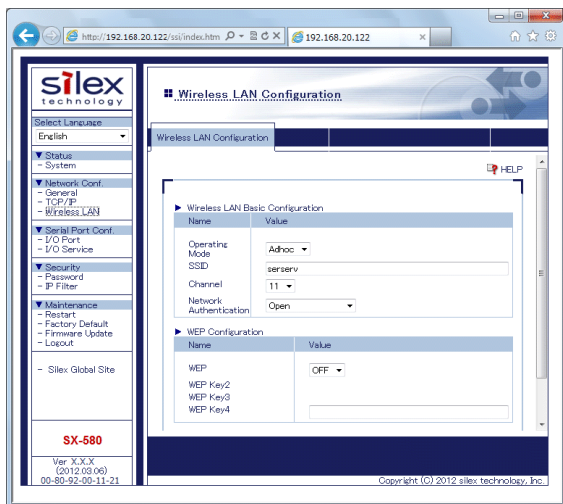 http://192.168.20.122/ssi/index.htm
192.168.20.122
silex
technology
Select Language
English
▼ Status
- System
▼ Network Conf.
- General
- TCP/IP
- Wireless LAN
▼ Serial Port Conf.
- I/O Port
- I/O Service
▼ Security
- Password
- IP Filter
▼ Maintenance
- Restart
- Factory Default
- Firmware Update
- Logout
- Silex Global Site
SX-580
Ver X.X.X
(2012.03.06)
00-80-92-00-11-21
Wireless LAN Configuration
Wireless LAN Configuration
HELP
Wireless LAN Basic Configuration
Name Value
Operating Mode Adhoc
SSID serserv
Channel 11
Network Authentication Open
WEP Configuration
Name Value
WEP OFF
WEP Key2
WEP Key3
WEP Key4
Copyright (C) 2012 silex technology, Inc.